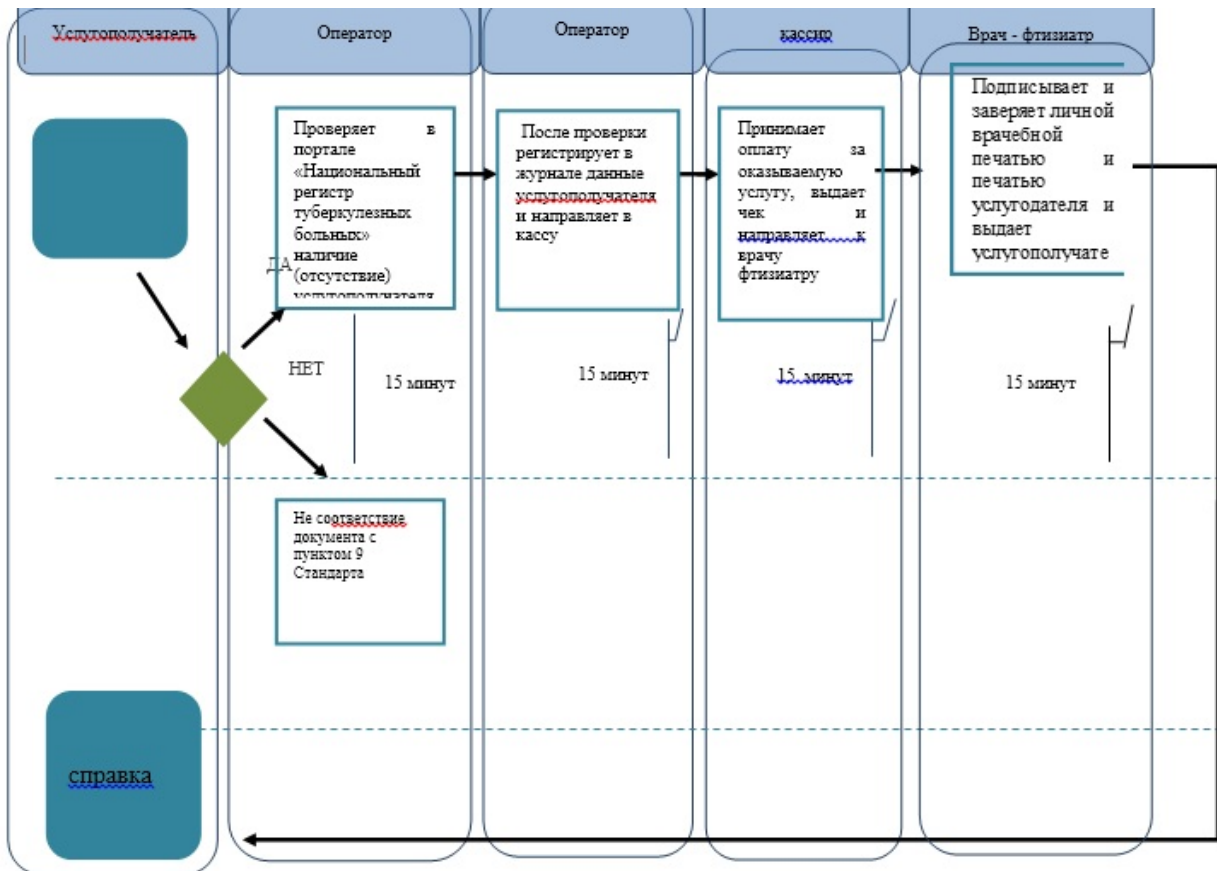 Услугополучатель
Оператор
Оператор
кассир
Врач - фтизиатр
Проверяет в
портале
«Национальный
регистр
туберкулезных
больных»
наличие
(отсутствие)
услугополучателя
После проверки
регистрирует в
журнале данные
услугополучателя
и направляет в
кассу
Принимает
оплату за
оказываемую
услугу, выдает
чек и
направляет к
врачу
фтизиатру
Подписывает и
заверяет личной
врачебной
печатью и
печатью
услугодателя и
выдает
услугополучате
ДА
НЕТ
15 минут
15 минут
15 минут
15 минут
Не соответствие
документа с
пунктом 9
Стандарта
справка